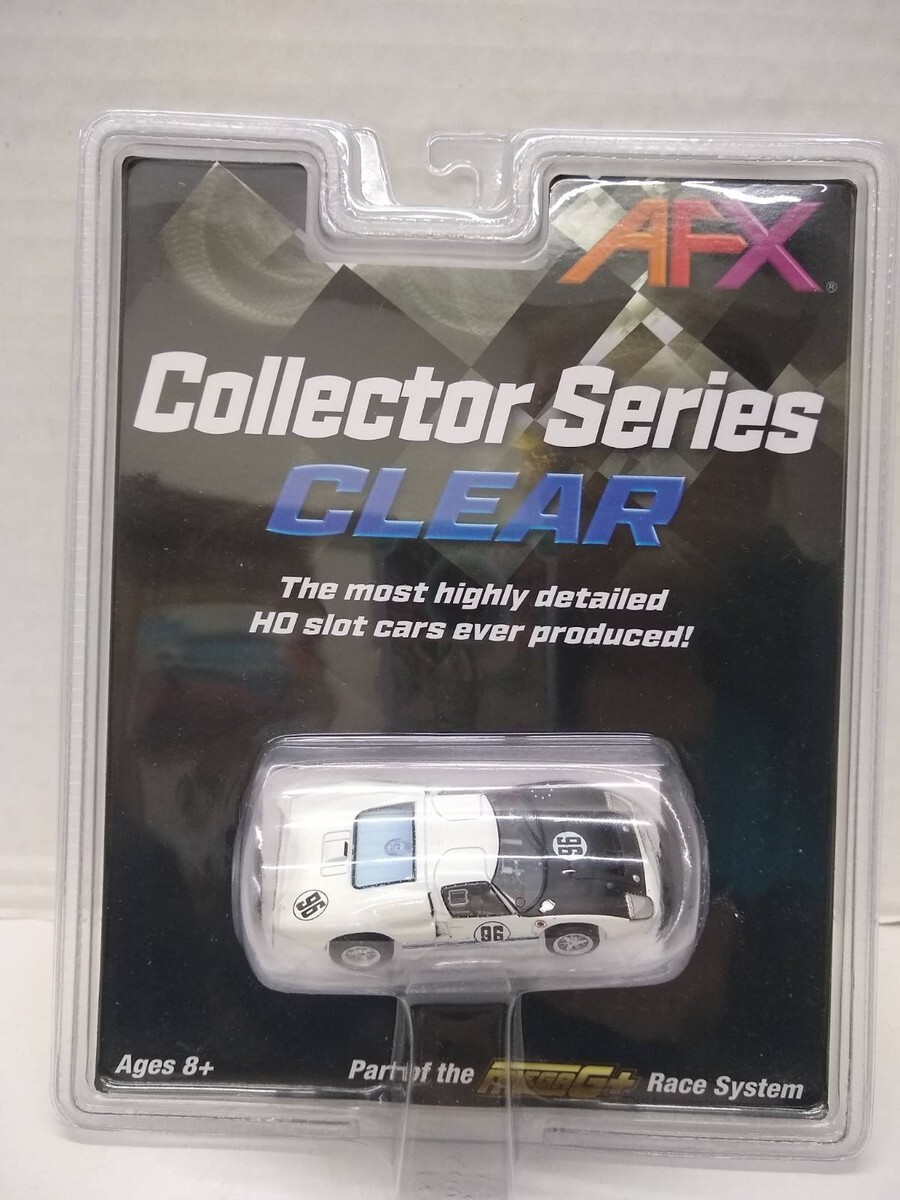 AFX®
Collector Series
CLEAR
The most highly detailed
HO slot cars ever produced!
96
96
96
Ages 8+
Part of the MEGAG+ Race System